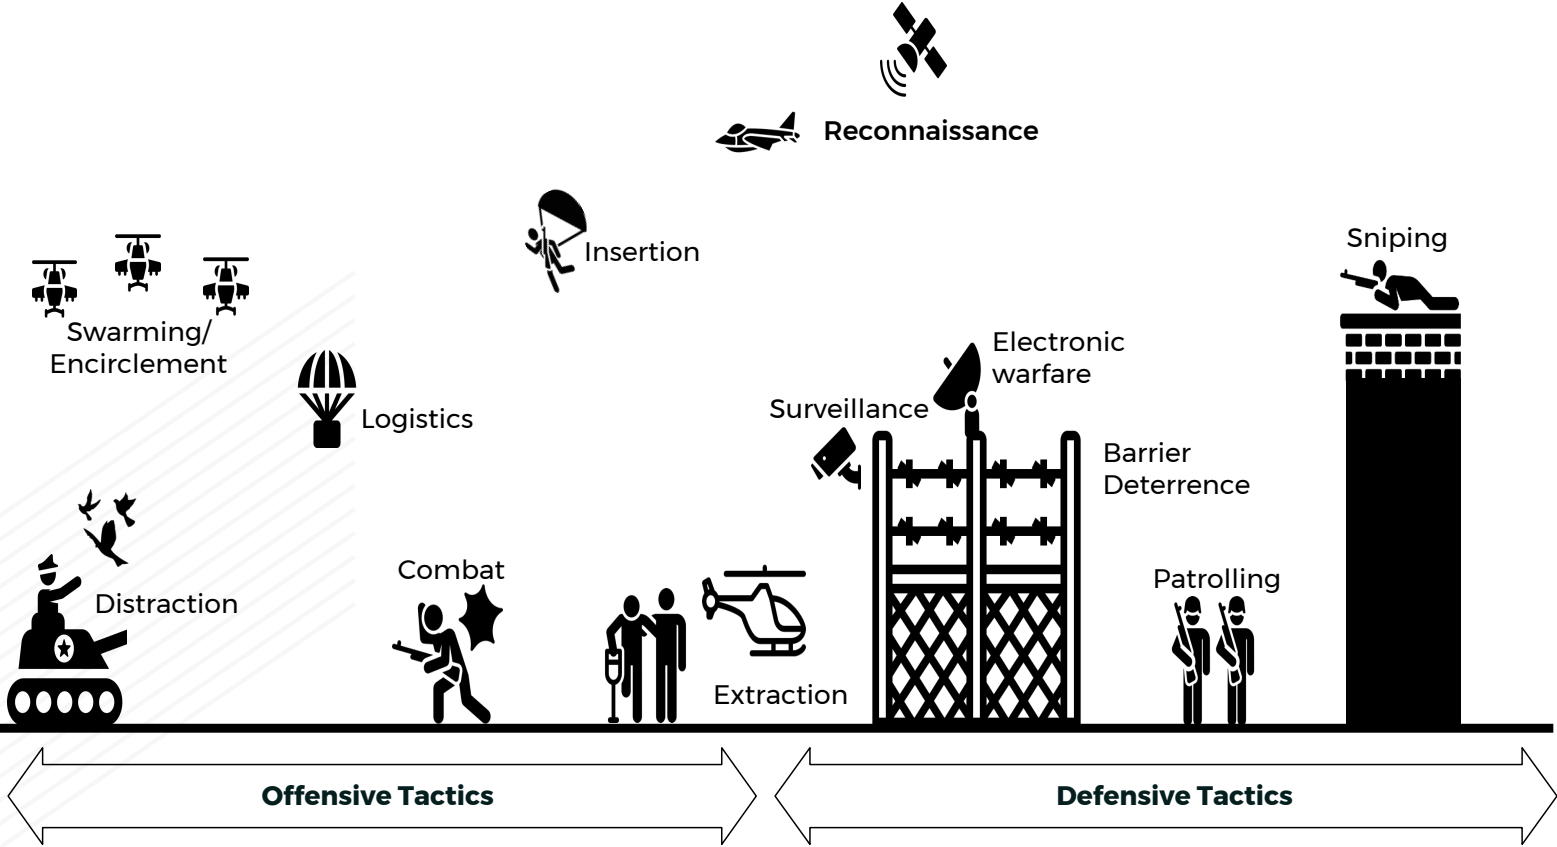 Reconnaissance
Insertion
Sniping
Swarming/
Encirclement
Electronic
warfare
Logistics
Surveillance
Barrier
Deterrence
Combat
Patrolling
Distraction
Extraction
Offensive Tactics
Defensive Tactics